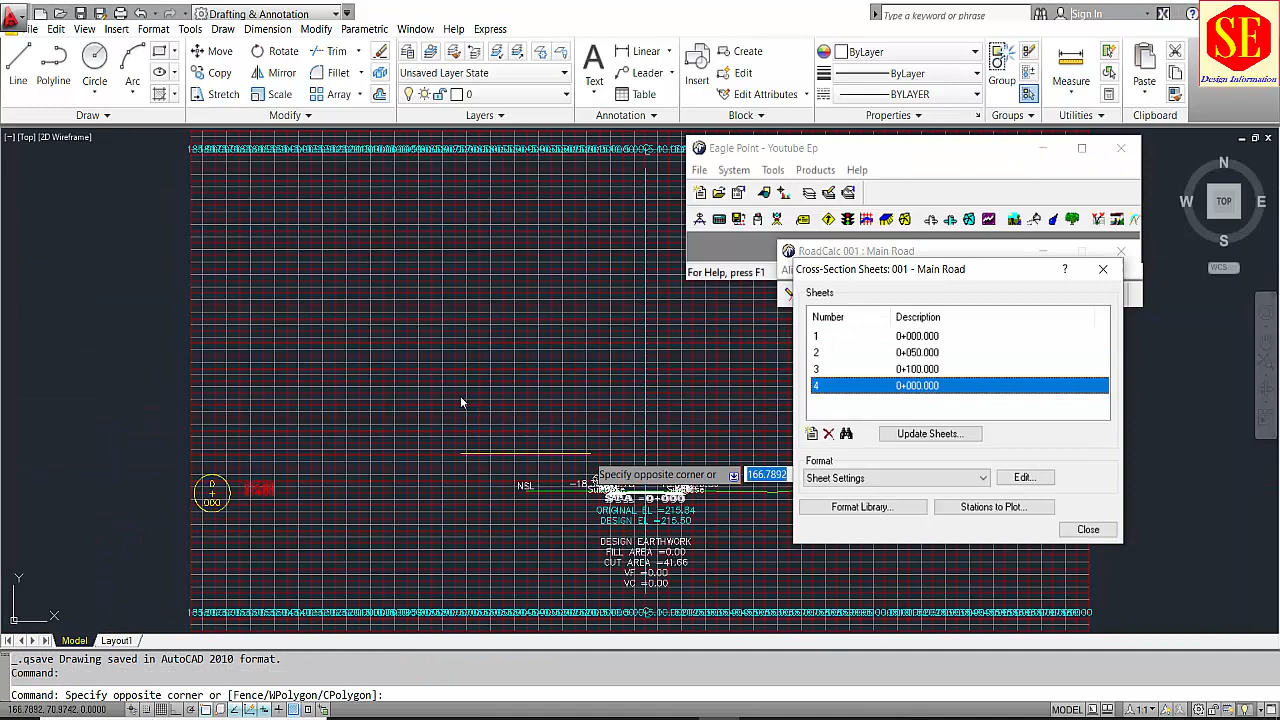 Drafting & Annotation
Type a keyword or phrase
Sign In
Edit View Insert Format Tools Draw Dimension Modify Parametric Window Help Express
SE
Design Information
Line Polyline Circle Arc
Move Rotate Trim
Copy Mirror Fillet
Stretch Scale Array
Unsaved Layer State
0
Text
Linear
Leader
Table
Insert
Create
Edit
Edit Attributes
ByLayer
ByLayer
BYLAYER
Group
Measure
Paste
Draw Modify Layers Annotation Block Properties Groups Utilities Clipboard
[−] [Top] [2D Wireframe]
Eagle Point - Youtube Ep
File System Tools Products Help
For Help, press F1
RoadCalc 001 : Main Road
Cross-Section Sheets: 001 - Main Road
?
Sheets
Number Description
1 0+000.000
2 0+050.000
3 0+100.000
4 0+000.000
Update Sheets...
Format
Sheet Settings
Edit...
Format Library...
Stations to Plot...
Close
N
W TOP E
S
WCS
Specify opposite corner or
166.7892
NSL
0
+
000
STA =0+000
ORIGINAL EL =215.84
DESIGN EL =215.50
DESIGN EARTHWORK
FILL AREA =0.00
CUT AREA =41.66
VF =0.00
VC =0.00
Y
X
Model Layout1
_.qsave Drawing saved in AutoCAD 2010 format.
Command:
Command: Specify opposite corner or [Fence/WPolygon/CPolygon]:
166.7892, 70.9742, 0.0000
MODEL
1:1